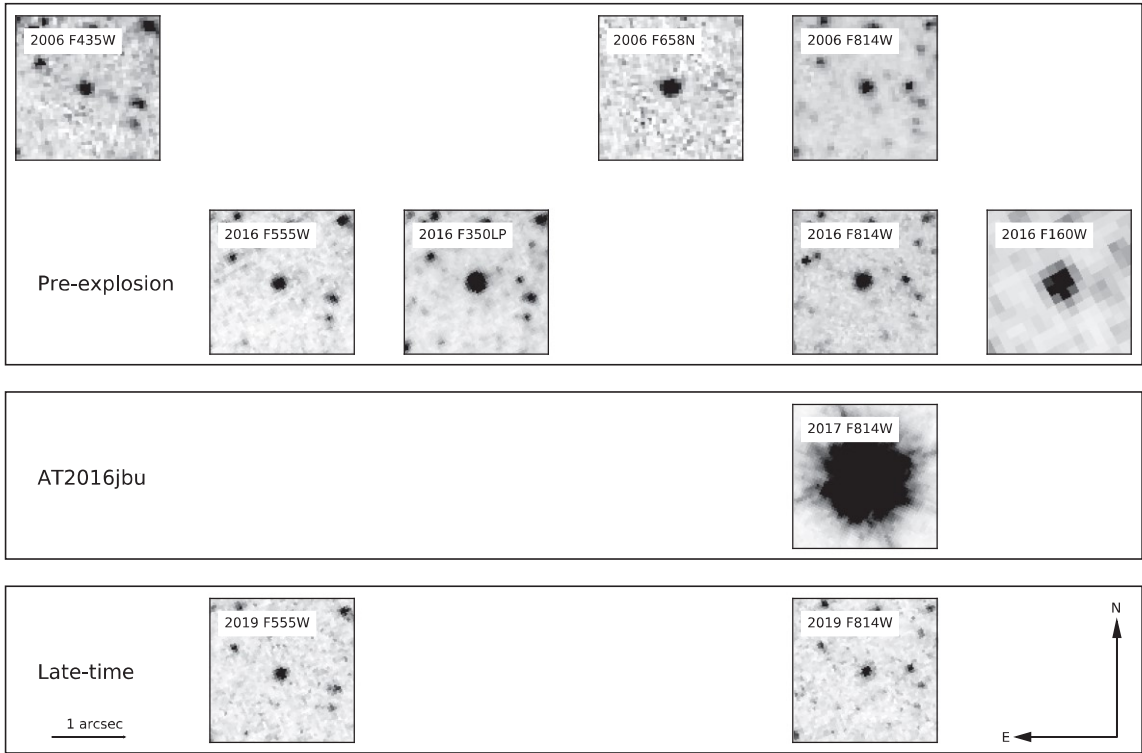 2006 F435W
2006 F658N
2006 F814W
2016 F555W
2016 F350LP
2016 F814W
2016 F160W
Pre-explosion
2017 F814W
AT2016jbu
2019 F555W
2019 F814W
N
Late-time
1 arcsec
E